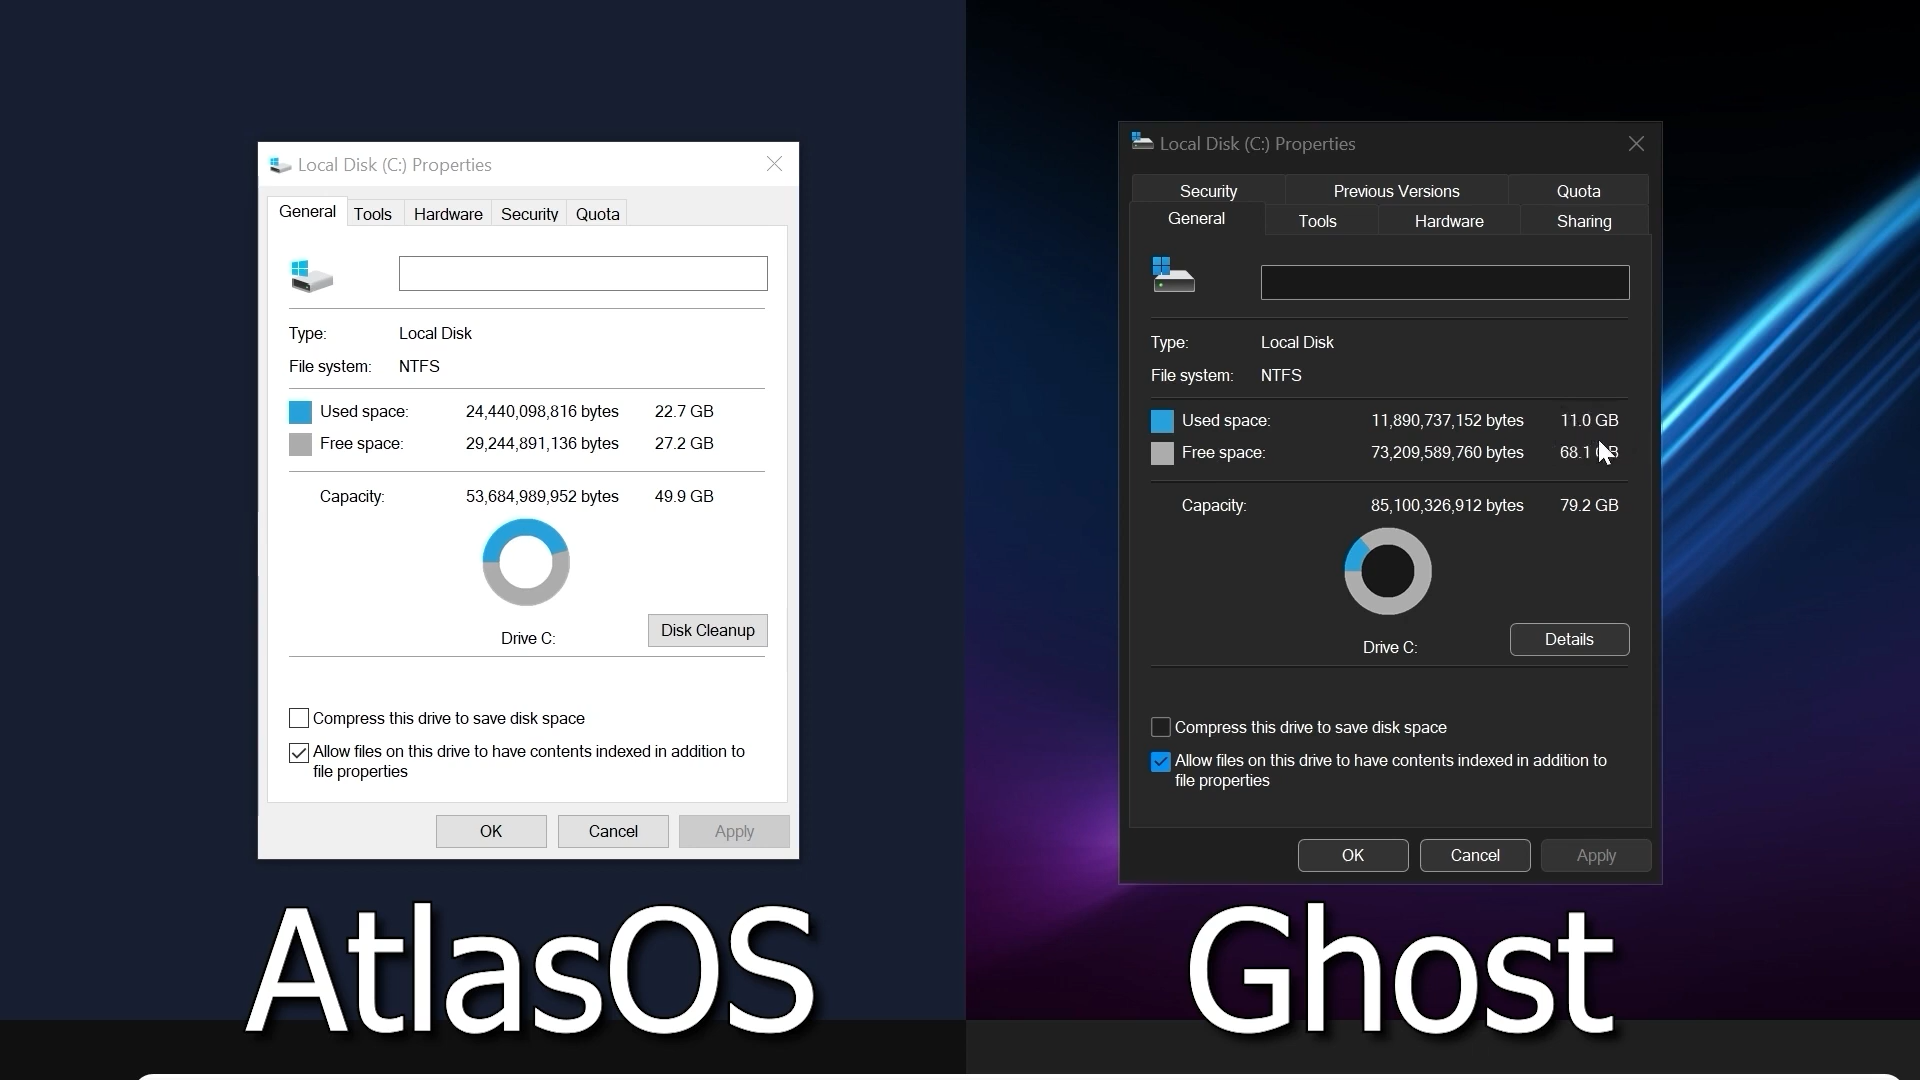 Local Disk (C:) Properties
General Tools Hardware Security Quota
Type: Local Disk
File system: NTFS
Used space: 24,440,098,816 bytes 22.7 GB
Free space: 29,244,891,136 bytes 27.2 GB
Capacity: 53,684,989,952 bytes 49.9 GB
Drive C:
Disk Cleanup
Compress this drive to save disk space
Allow files on this drive to have contents indexed in addition to
file properties
OK Cancel Apply
AtlasOS
Local Disk (C:) Properties
Security Previous Versions Quota
General Tools Hardware Sharing
Type: Local Disk
File system: NTFS
Used space: 11,890,737,152 bytes 11.0 GB
Free space: 73,209,589,760 bytes 68.1 GB
Capacity: 85,100,326,912 bytes 79.2 GB
Drive C:
Details
Compress this drive to save disk space
Allow files on this drive to have contents indexed in addition to
file properties
OK Cancel Apply
Ghost